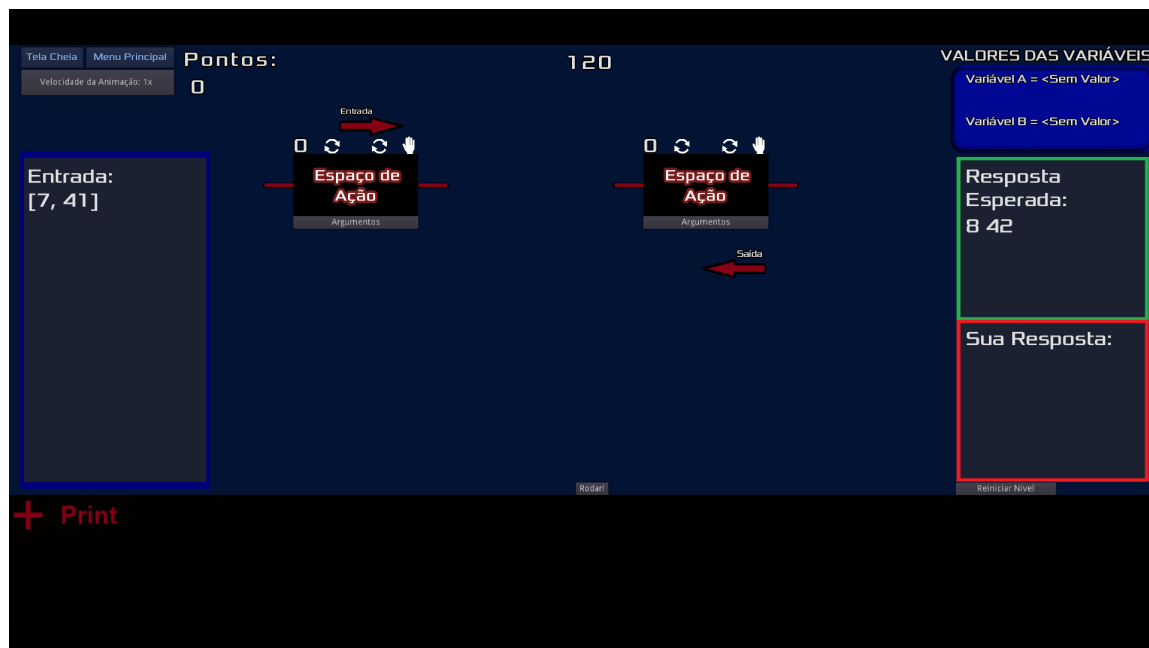 Tela Cheia
Menu Principal
Velocidade da Animação: 1x
Pontos:
0
120
VALORES DAS VARIÁVEIS
Variável A = <Sem Valor>
Variável B = <Sem Valor>
Entrada
0
Espaço de
Ação
Argumentos
0
Espaço de
Ação
Argumentos
Saída
Entrada:
[7, 41]
Resposta
Esperada:
8 42
Sua Resposta:
Rodar!
Reiniciar Nível
+ Print